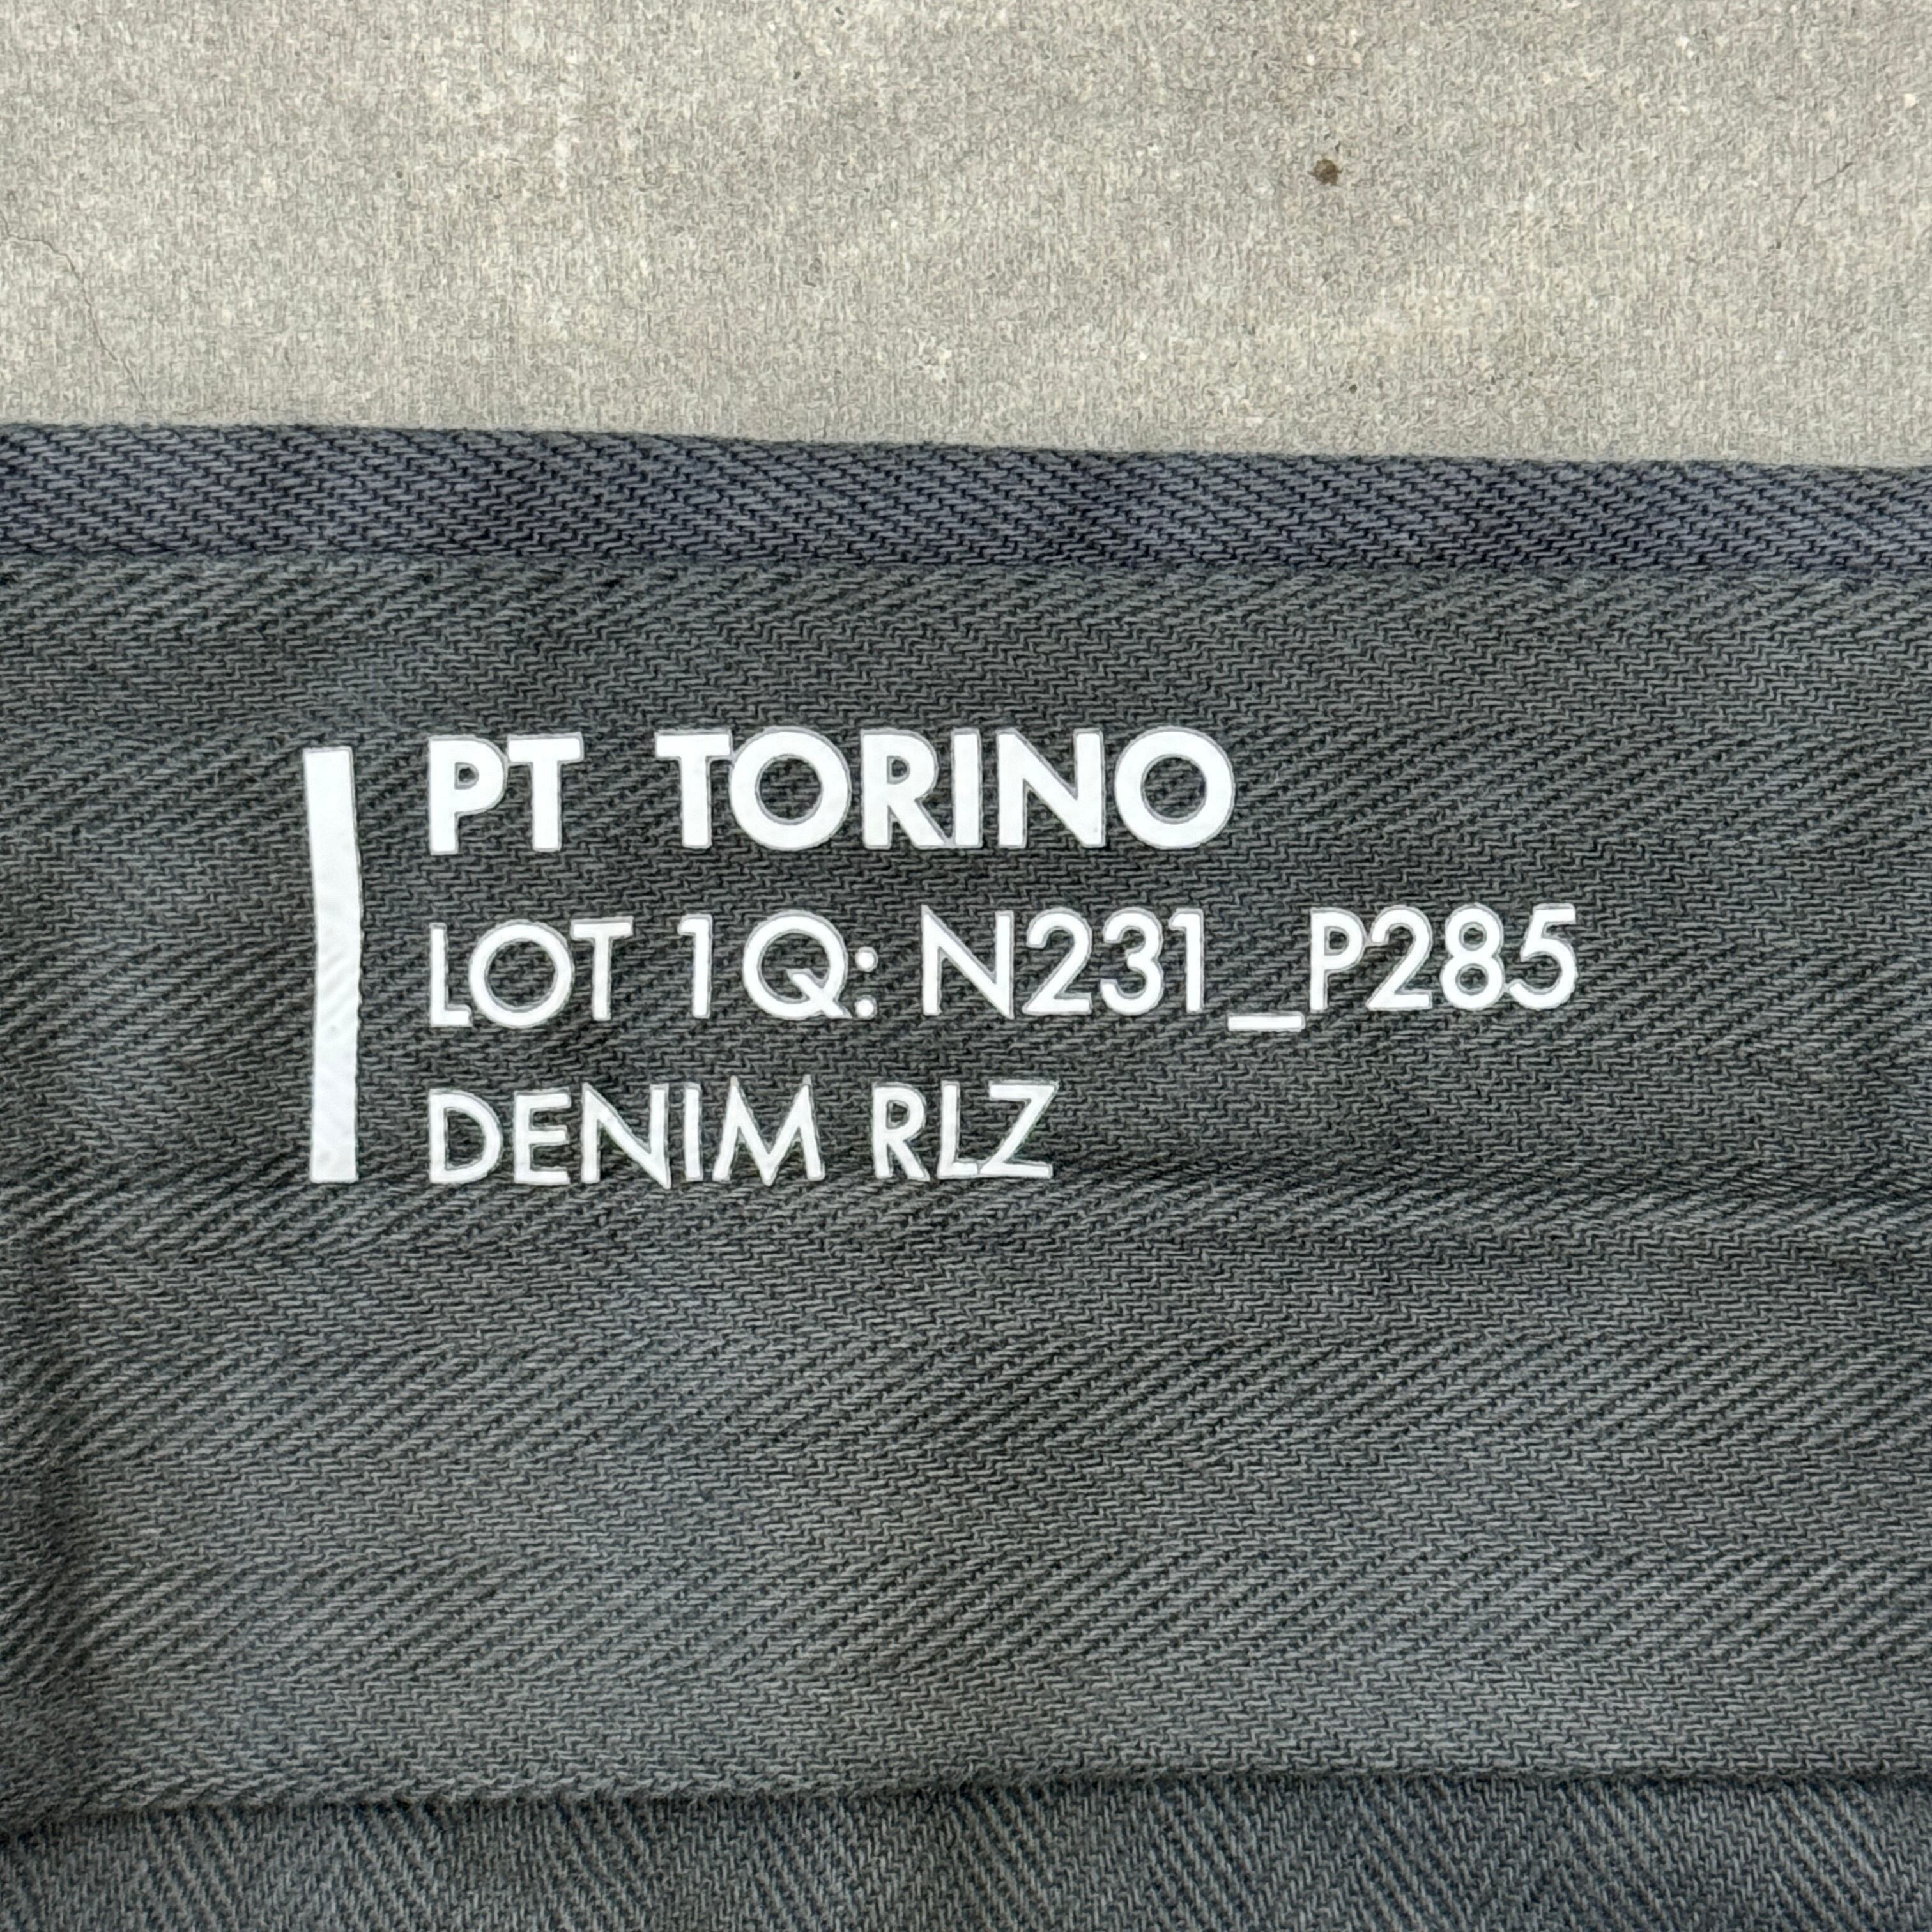 PT TORINO
LOT 1Q: N231_P285
DENIM RLZ